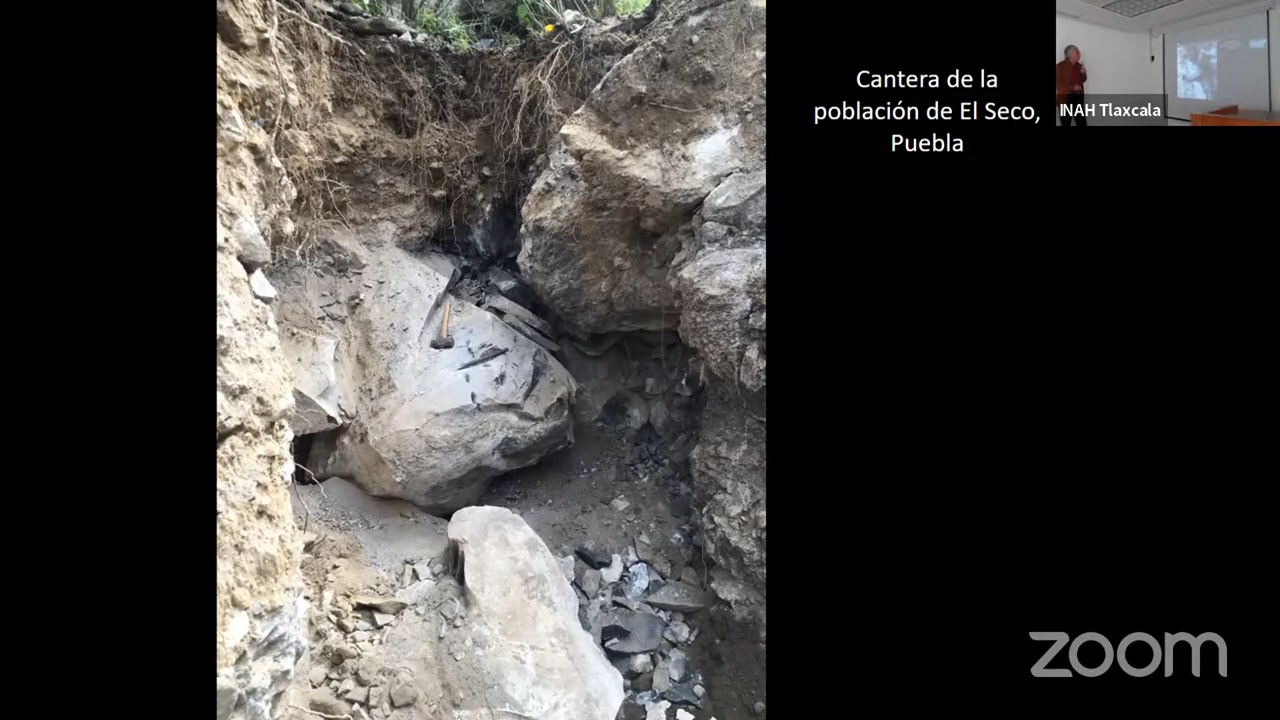 Cantera de la
población de El Seco,
Puebla
INAH Tlaxcala
zoom